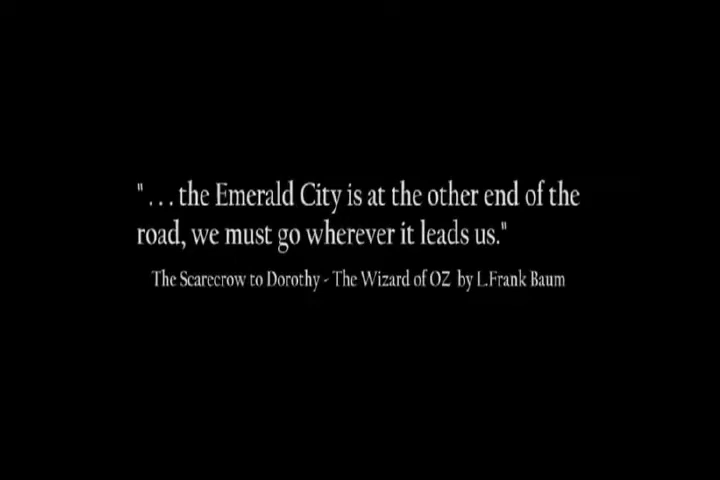 "... the Emerald City is at the other end of the
road, we must go wherever it leads us."
The Scarecrow to Dorothy - The Wizard of OZ by L.Frank Baum